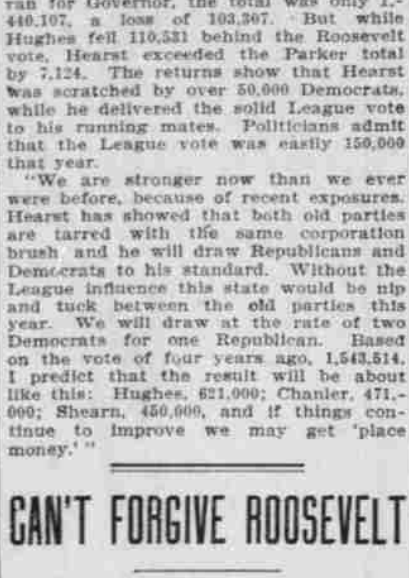 ran for Governor, the total was only 1,-
440,107, a loss of 103,307. But while
Hughes fell 110,531 behind the Roosevelt
vote, Hearst exceeded the Parker total
by 7,124. The returns show that Hearst
was scratched by over 50,000 Democrats,
while he delivered the solid League vote
to his running mates. Politicians admit
that the League vote was easily 150,000
that year.
"We are stronger now than we ever
were before, because of recent exposures.
Hearst has showed that both old parties
are tarred with the same corporation
brush and he will draw Republicans and
Democrats to his standard. Without the
League influence this state would be nip
and tuck between the old parties this
year. We will draw at the rate of two
Democrats for one Republican. Based
on the vote of four years ago, 1,543,514,
I predict that the result will be about
like this: Hughes, 621,000; Chanler, 471,-
000; Shearn, 450,000, and if things con-
tinue to improve we may get 'place
money.'"
CAN'T FORGIVE ROOSEVELT